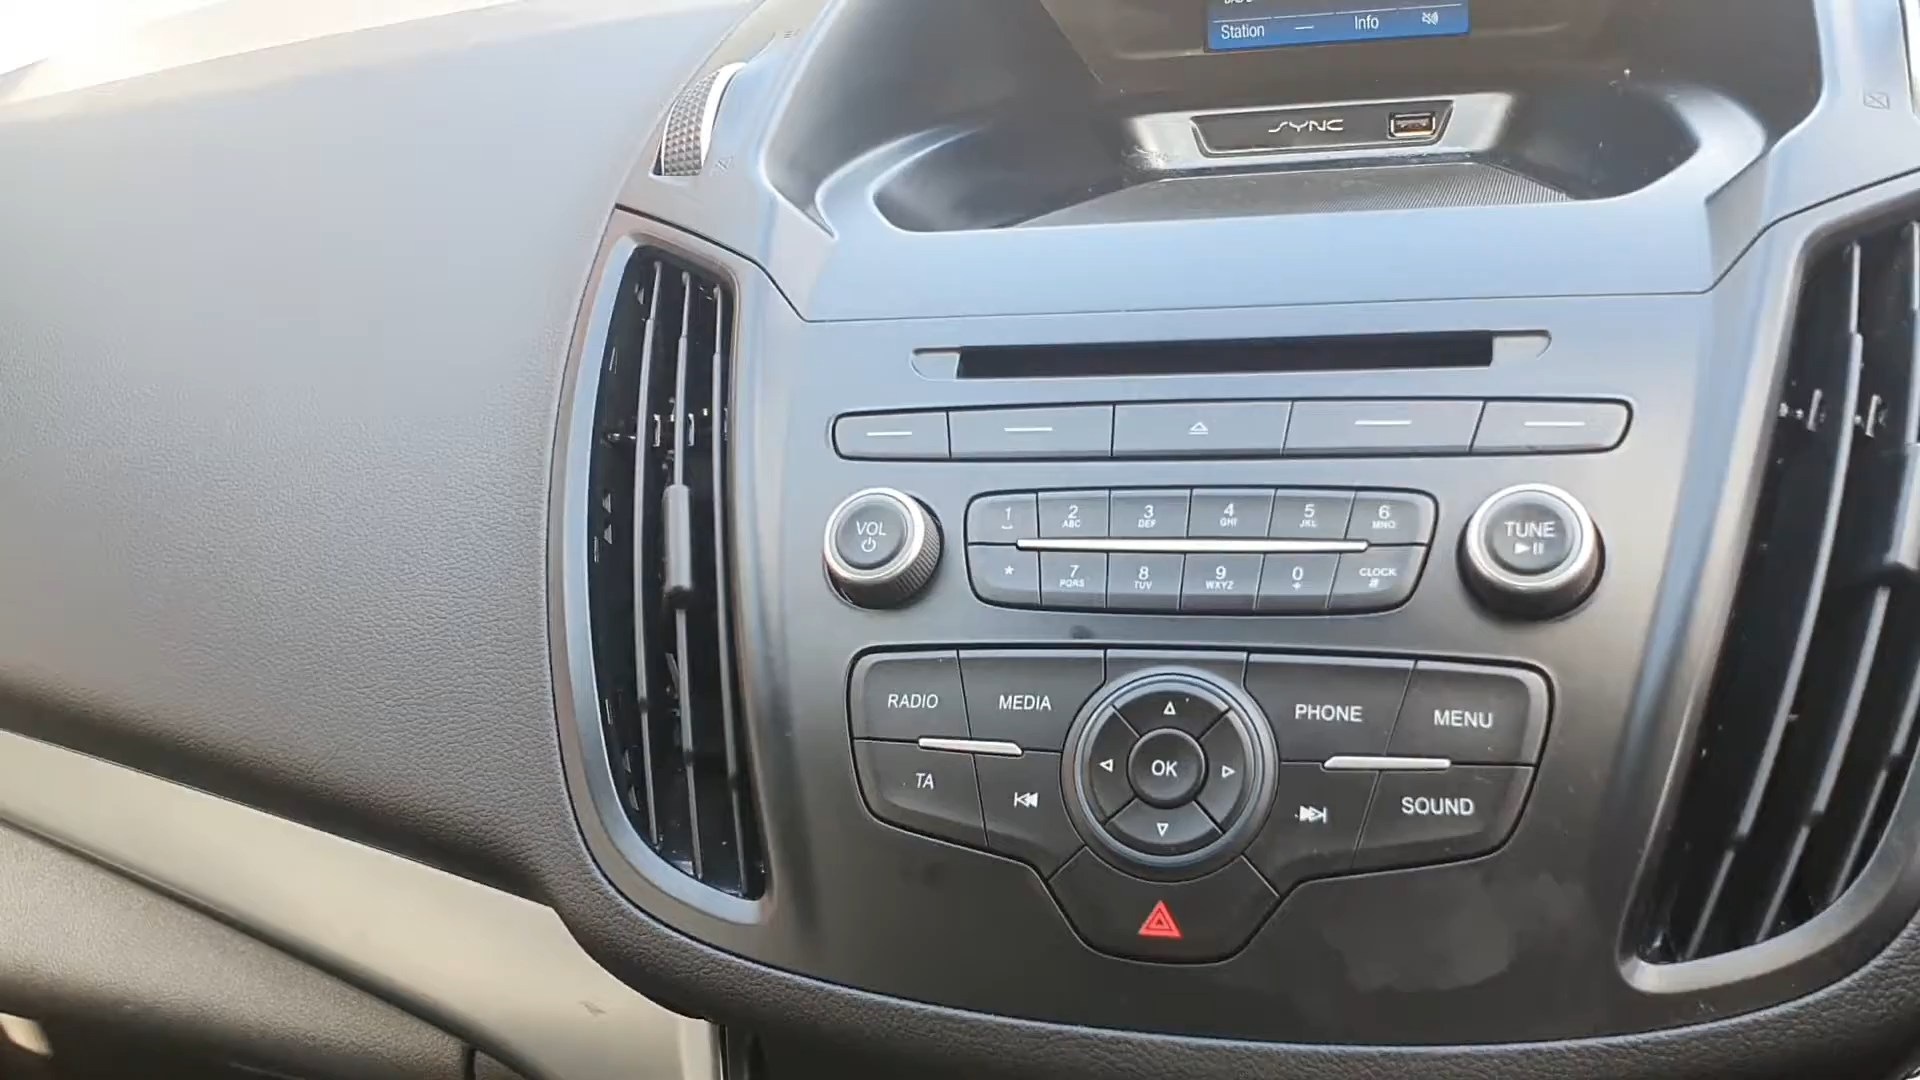 Station — Info
SYNC
VOL
1 2 3 4 5 6
ABC DEF GHI JKL MNO
TUNE
* 7 8 9 0 CLOCK
PQRS TUV WXYZ + #
RADIO MEDIA PHONE MENU
OK
TA SOUND